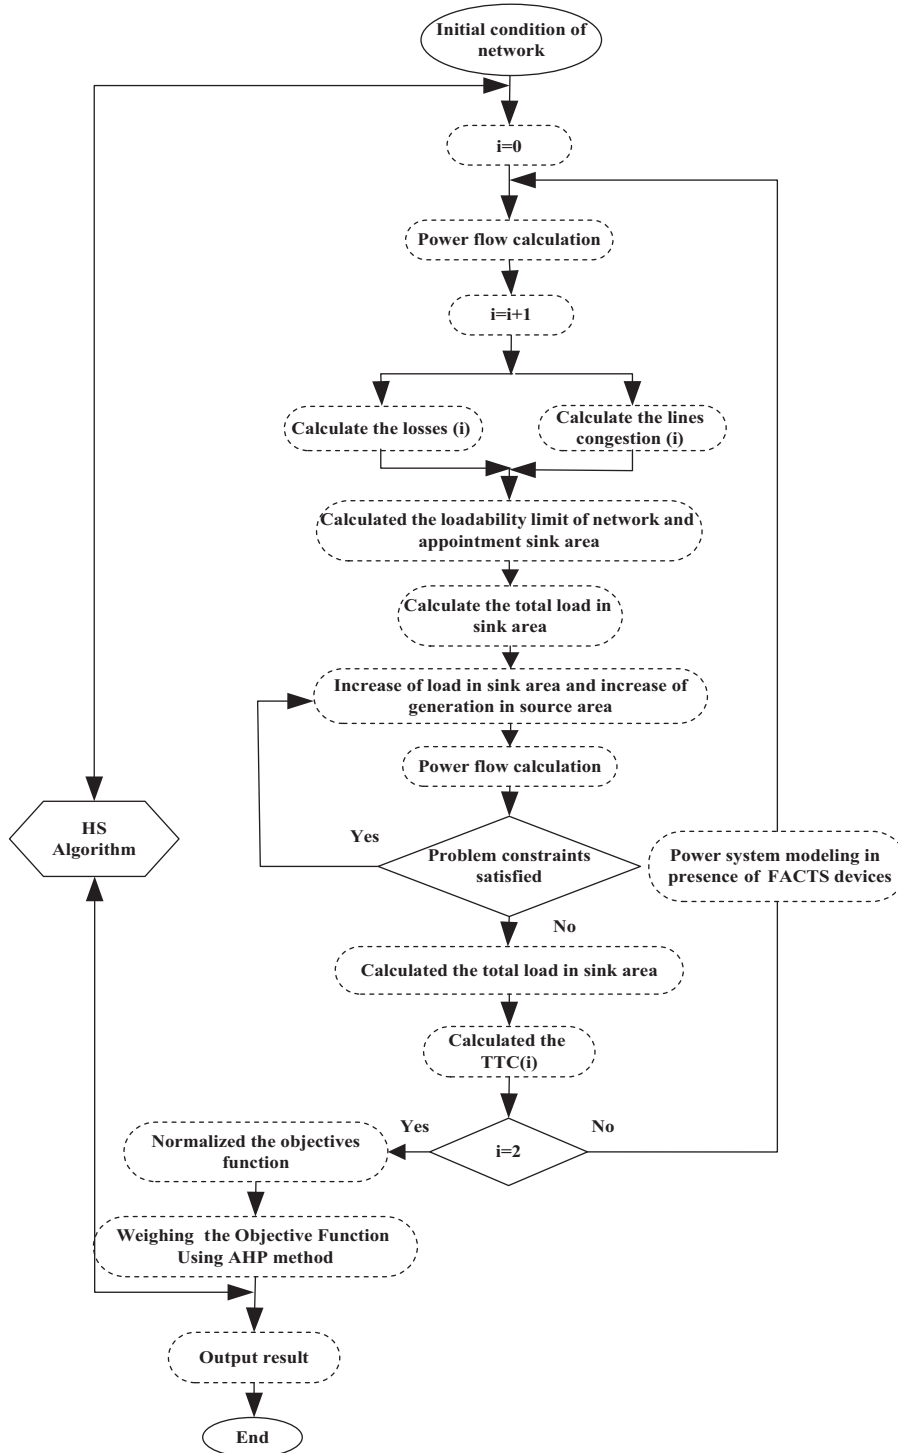 Initial condition of
network
i=0
Power flow calculation
i=i+1
Calculate the losses (i)
Calculate the lines
congestion (i)
Calculated the loadability limit of network and
appointment sink area
Calculate the total load in
sink area
Increase of load in sink area and increase of
generation in source area
Power flow calculation
HS
Algorithm
Yes
Problem constraints
satisfied
Power system modeling in
presence of FACTS devices
No
Calculated the total load in sink area
Calculated the
TTC(i)
Yes
No
i=2
Normalized the objectives
function
Weighing the Objective Function
Using AHP method
Output result
End